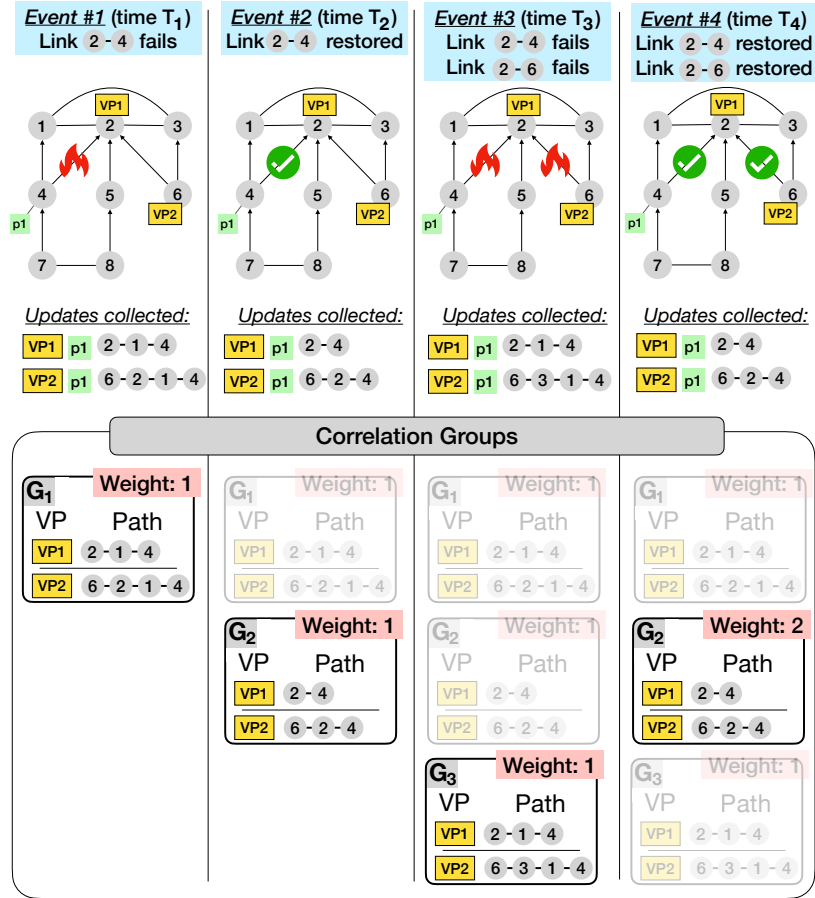 Event #1 (time T1)
Link 2-4 fails
Event #2 (time T2)
Link 2-4 restored
Event #3 (time T3)
Link 2-4 fails
Link 2-6 fails
Event #4 (time T4)
Link 2-4 restored
Link 2-6 restored
VP1
1 2 3
4 5 6
p1 VP2
7 8
VP1
1 2 3
4 5 6
p1 VP2
7 8
VP1
1 2 3
4 5 6
p1 VP2
7 8
VP1
1 2 3
4 5 6
p1 VP2
7 8
Updates collected:
VP1 p1 2-1-4
VP2 p1 6-2-1-4
Updates collected:
VP1 p1 2-4
VP2 p1 6-2-4
Updates collected:
VP1 p1 2-1-4
VP2 p1 6-3-1-4
Updates collected:
VP1 p1 2-4
VP2 p1 6-2-4
Correlation Groups
G1 Weight: 1
VP Path
VP1 2-1-4
VP2 6-2-1-4
G1 Weight: 1
VP Path
VP1 2-1-4
VP2 6-2-1-4
G2 Weight: 1
VP Path
VP1 2-4
VP2 6-2-4
G1 Weight: 1
VP Path
VP1 2-1-4
VP2 6-2-1-4
G2 Weight: 1
VP Path
VP1 2-4
VP2 6-2-4
G3 Weight: 1
VP Path
VP1 2-1-4
VP2 6-3-1-4
G1 Weight: 1
VP Path
VP1 2-1-4
VP2 6-2-1-4
G2 Weight: 2
VP Path
VP1 2-4
VP2 6-2-4
G3 Weight: 1
VP Path
VP1 2-1-4
VP2 6-3-1-4